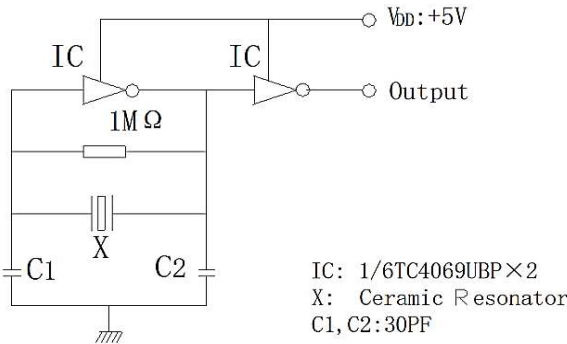 VDD:+5V
IC
IC
Output
1MΩ
X
C1
C2
IC: 1/6TC4069UBP×2
X: Ceramic Resonator
C1,C2:30PF